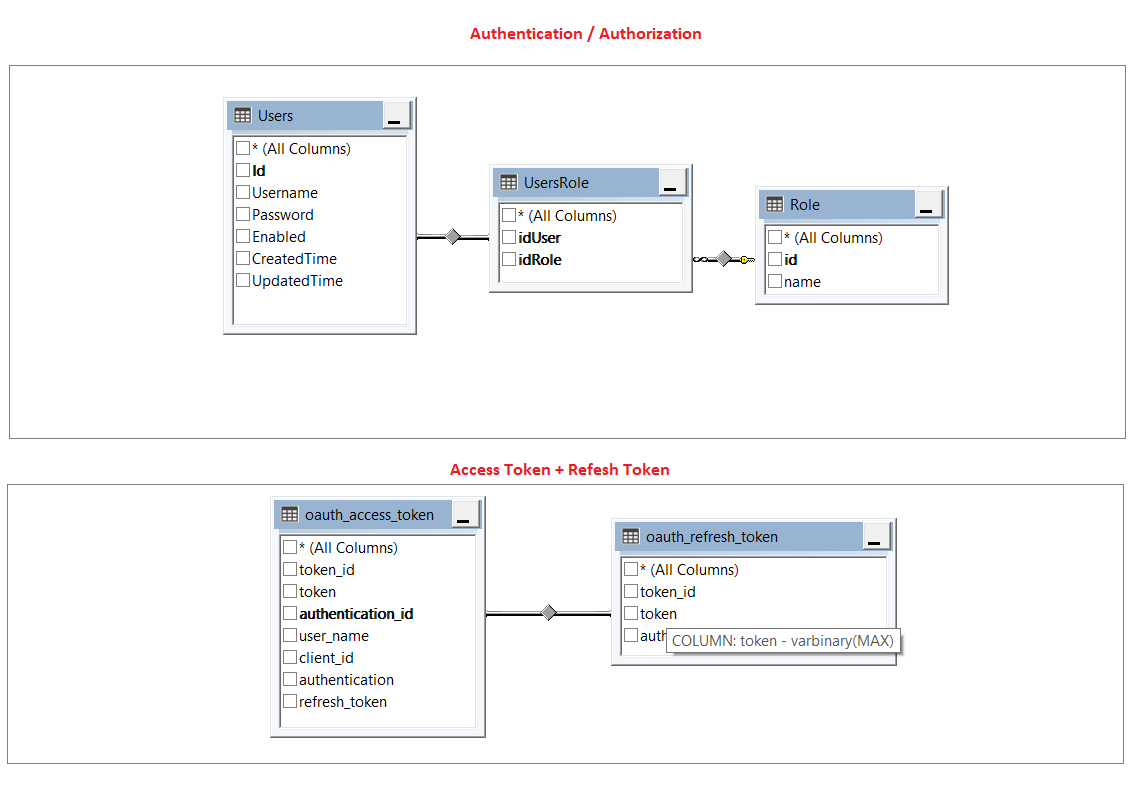 Authentication / Authorization
Users
* (All Columns)
Id
Username
Password
Enabled
CreatedTime
UpdatedTime
UsersRole
* (All Columns)
idUser
idRole
Role
* (All Columns)
id
name
Access Token + Refesh Token
oauth_access_token
* (All Columns)
token_id
token
authentication_id
user_name
client_id
authentication
refresh_token
oauth_refresh_token
* (All Columns)
token_id
token
COLUMN: token - varbinary(MAX)